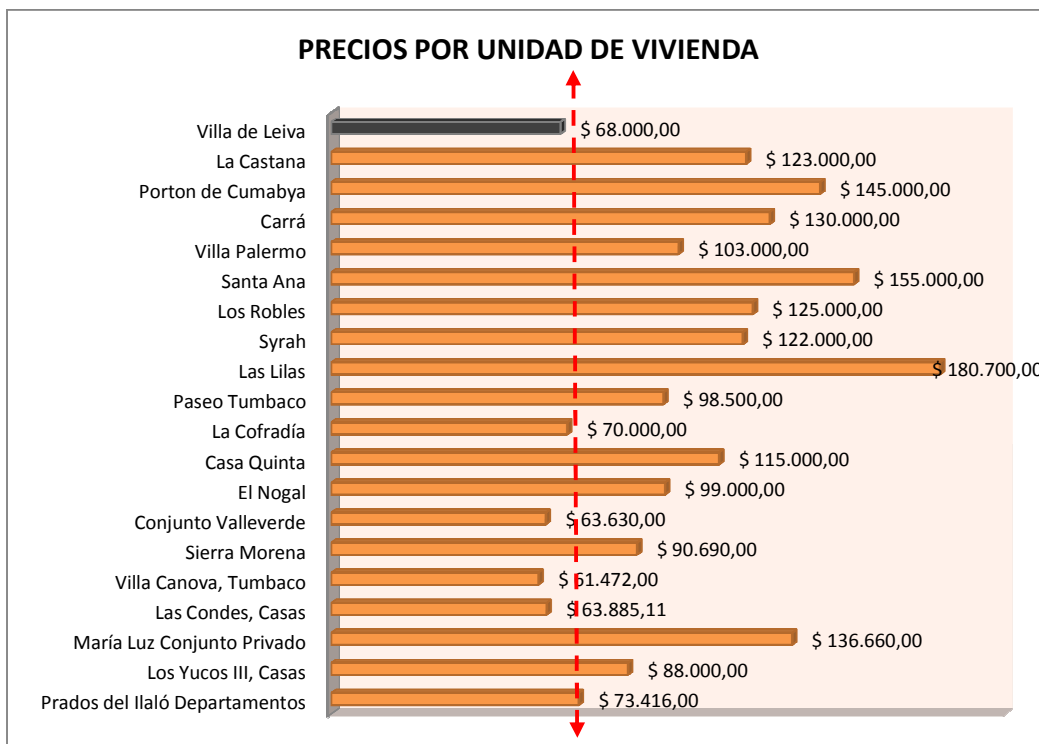 PRECIOS POR UNIDAD DE VIVIENDA
Villa de Leiva $ 68.000,00
La Castana $ 123.000,00
Porton de Cumabya $ 145.000,00
Carrá $ 130.000,00
Villa Palermo $ 103.000,00
Santa Ana $ 155.000,00
Los Robles $ 125.000,00
Syrah $ 122.000,00
Las Lilas $ 180.700,00
Paseo Tumbaco $ 98.500,00
La Cofradía $ 70.000,00
Casa Quinta $ 115.000,00
El Nogal $ 99.000,00
Conjunto Valleverde $ 63.630,00
Sierra Morena $ 90.690,00
Villa Canova, Tumbaco $ 61.472,00
Las Condes, Casas $ 63.885,11
María Luz Conjunto Privado $ 136.660,00
Los Yucos III, Casas $ 88.000,00
Prados del Ilaló Departamentos $ 73.416,00